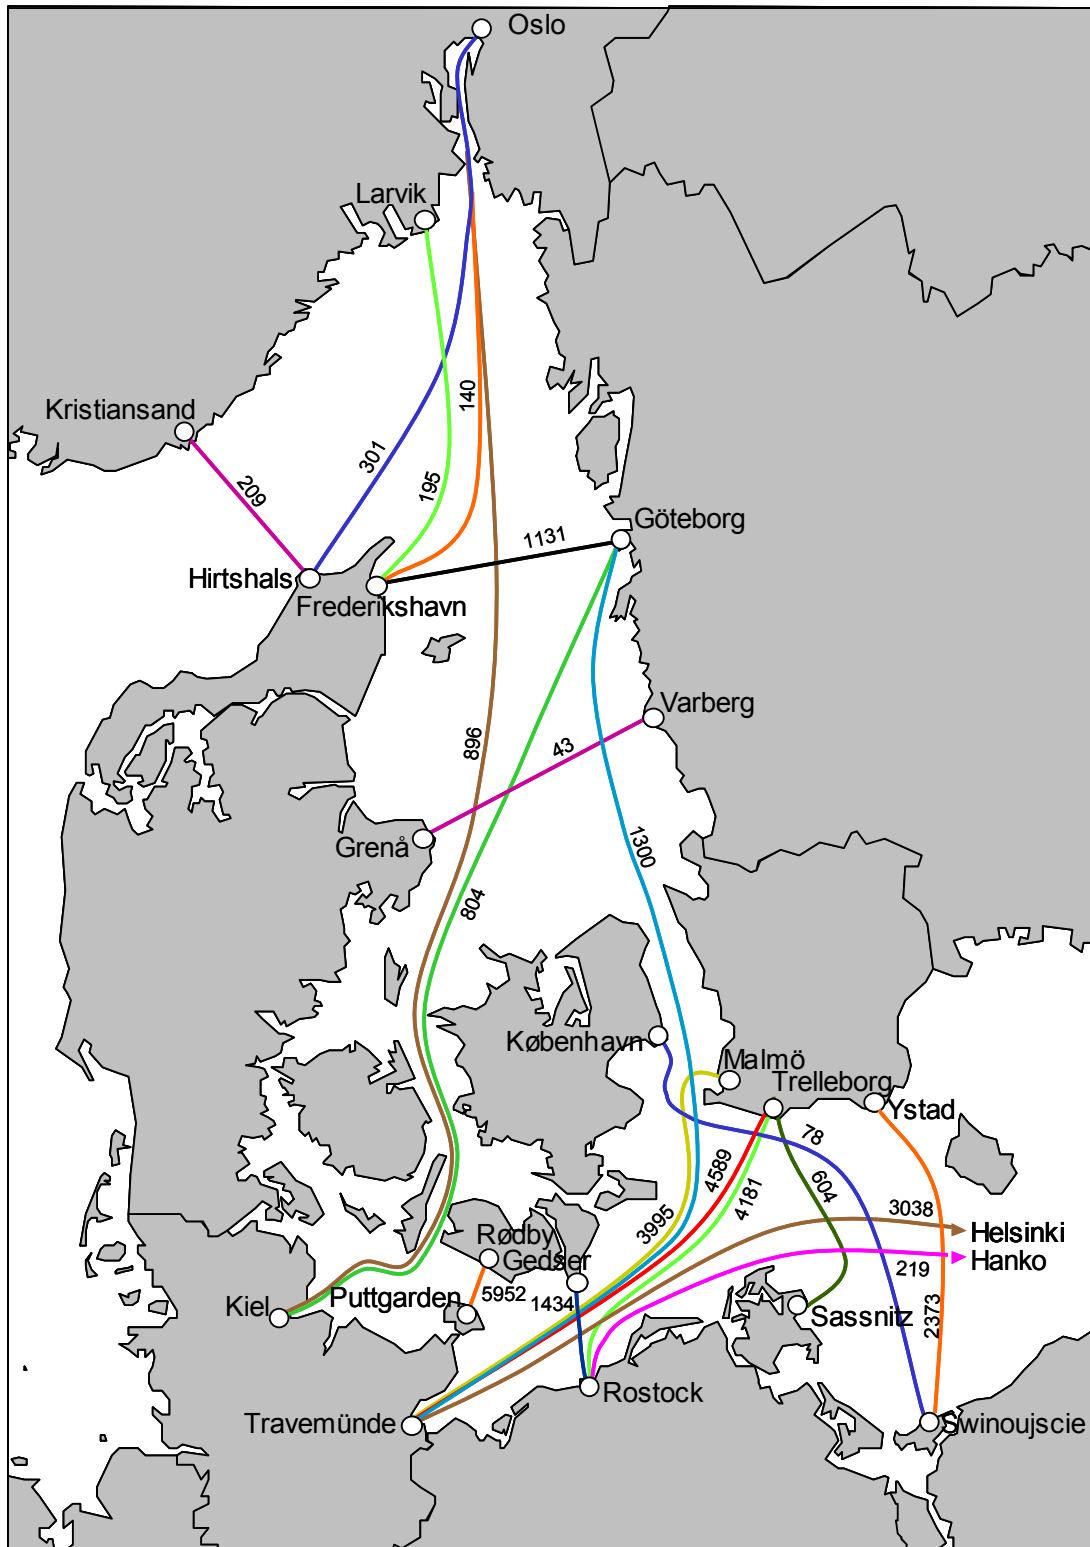 Oslo
Larvik
140
Kristiansand
301
195
209
Göteborg
1131
Hirtshals
Frederikshavn
Varberg
896
43
Grenå
1300
804
København
Malmö
Trelleborg
Ystad
78
4589
604
4181
3995
3038
Helsinki
Rødby
Gedser
Hanko
219
Puttgarden
5952
1434
Kiel
Sassnitz
2373
Rostock
Travemünde
Swinoujscie